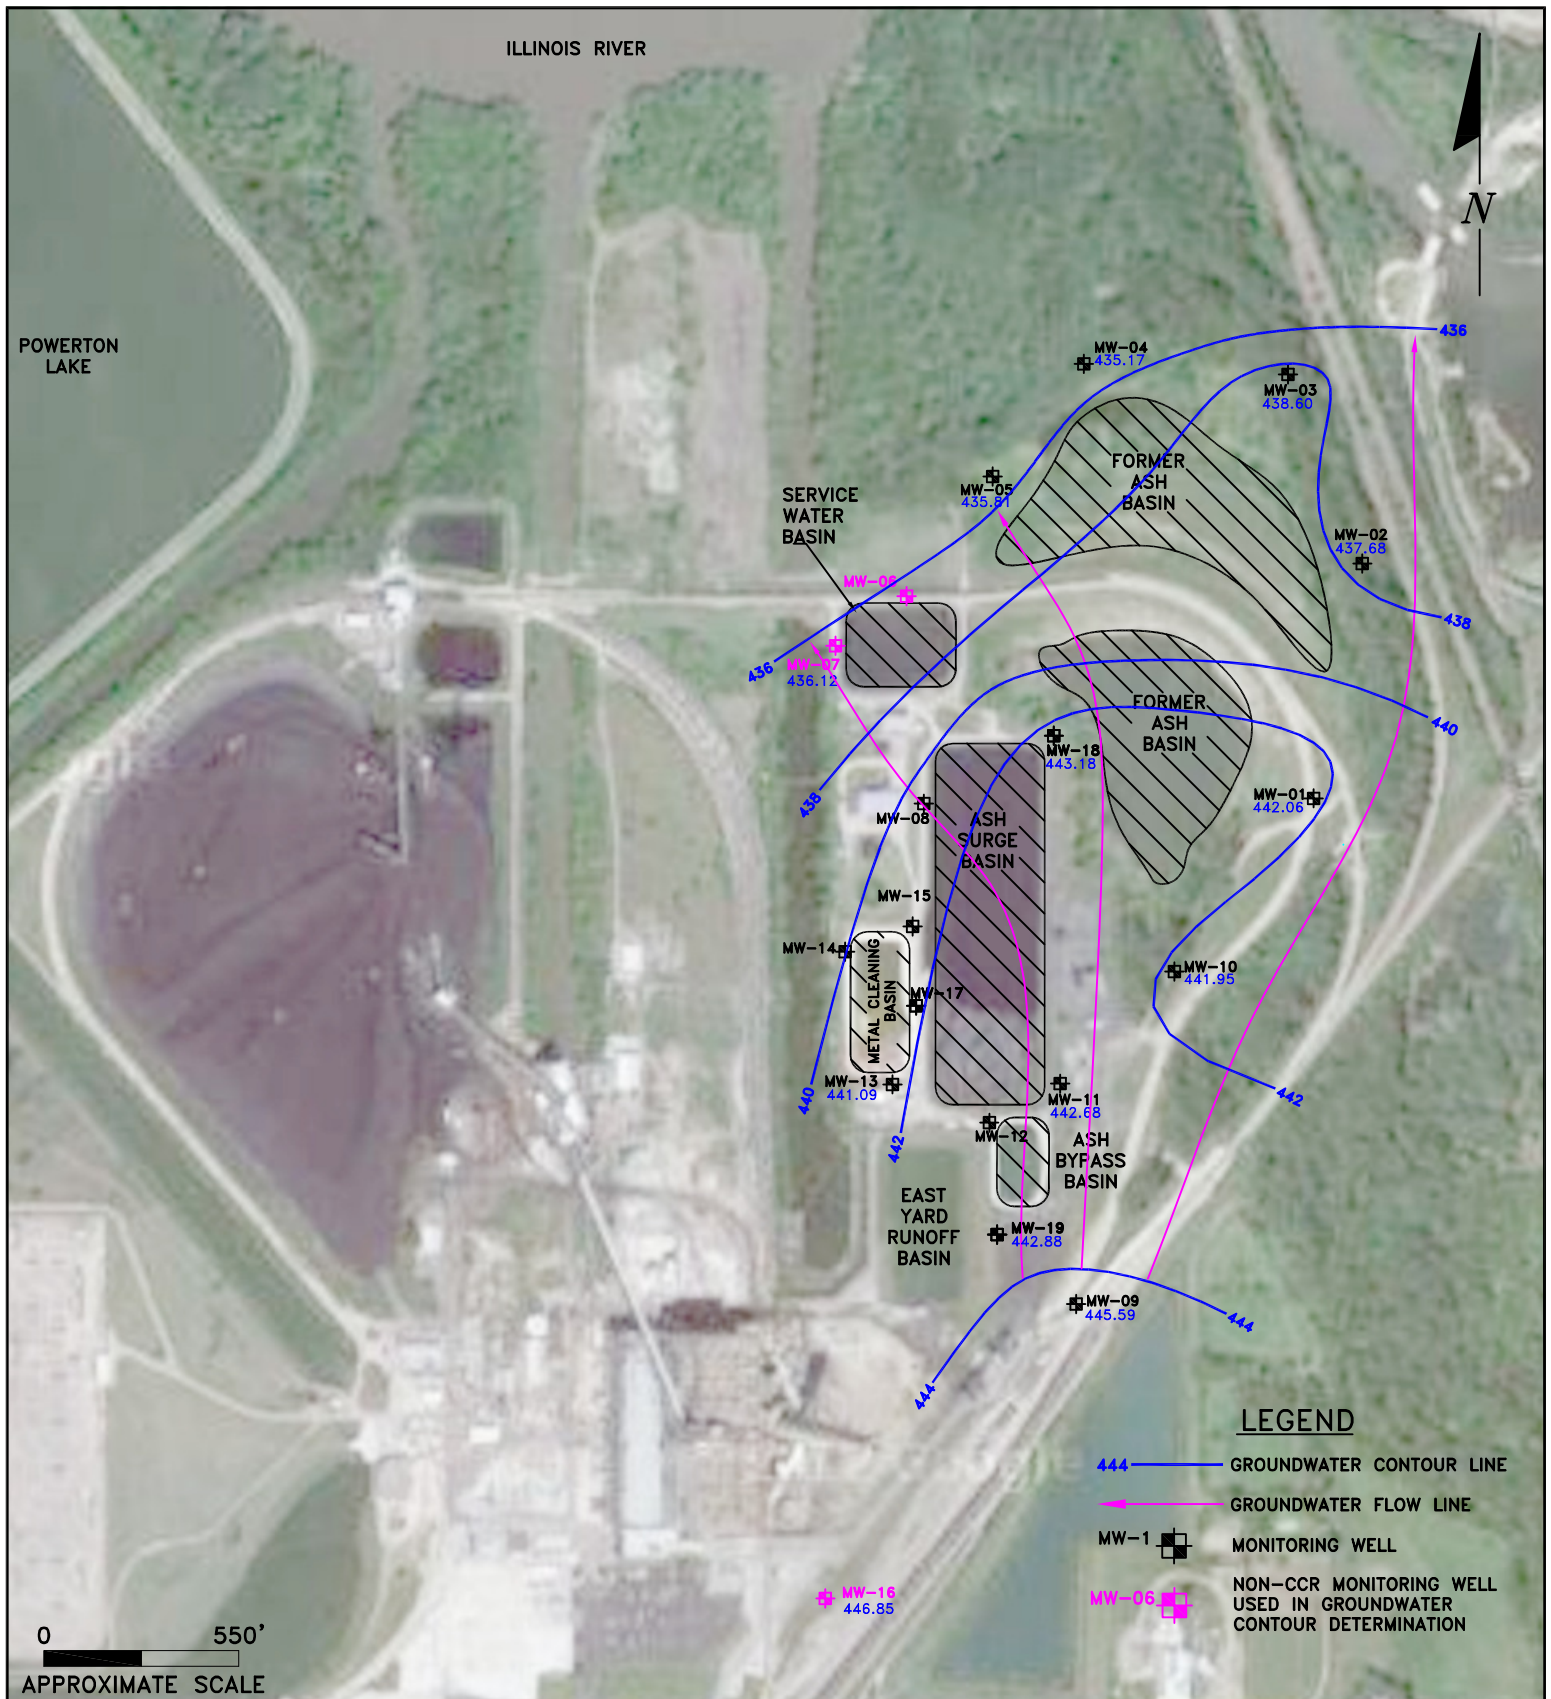 ILLINOIS RIVER
N
POWERTON
LAKE
436
MW-04
435.17
MW-03
438.60
FORMER
ASH
BASIN
MW-05
435.81
SERVICE
WATER
BASIN
MW-02
437.68
MW-06
438
436
MW-07
436.12
FORMER
ASH
BASIN
440
MW-18
443.18
438
MW-01
442.06
MW-08
ASH
SURGE
BASIN
MW-15
MW-14
METAL CLEANING
BASIN
MW-10
441.95
MW-17
MW-13
441.09
440
MW-11
442.68
442
MW-12
442
ASH
BYPASS
BASIN
EAST
YARD
RUNOFF
BASIN
MW-19
442.88
MW-09
445.59
444
444
LEGEND
444 GROUNDWATER CONTOUR LINE
GROUNDWATER FLOW LINE
MW-1 MONITORING WELL
MW-06 NON-CCR MONITORING WELL
USED IN GROUNDWATER
CONTOUR DETERMINATION
MW-16
446.85
0 550'
APPROXIMATE SCALE